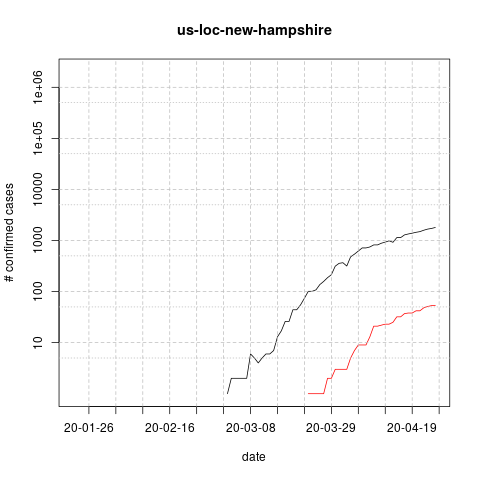 us-loc-new-hampshire
# confirmed cases
1e+06
1e+05
10000
1000
100
10
20-01-26 20-02-16 20-03-08 20-03-29 20-04-19
date